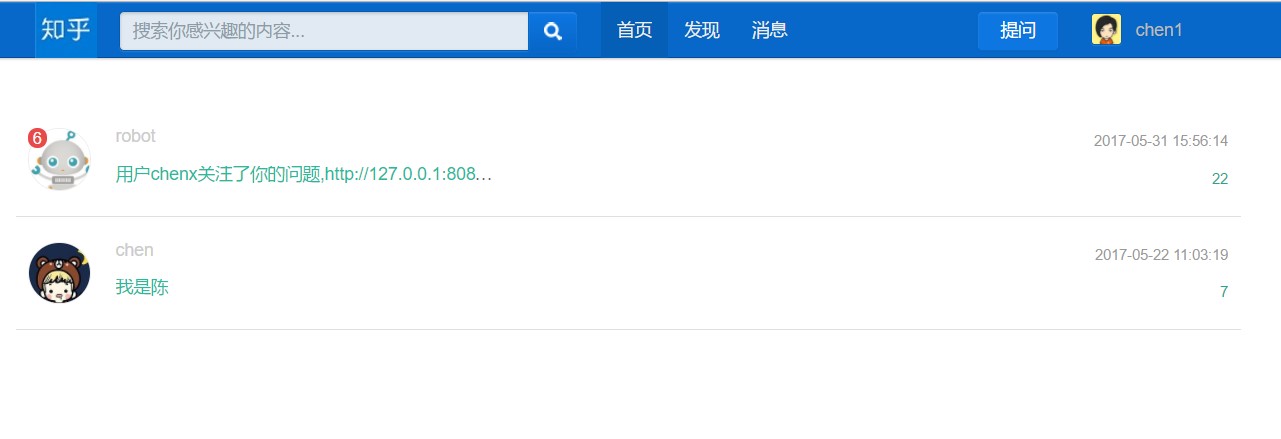 知乎 搜索你感兴趣的内容... 首页 发现 消息 提问 chen1
6
robot 2017-05-31 15:56:14
用户chenx关注了你的问题,http://127.0.0.1:808... 22
chen 2017-05-22 11:03:19
我是陈 7